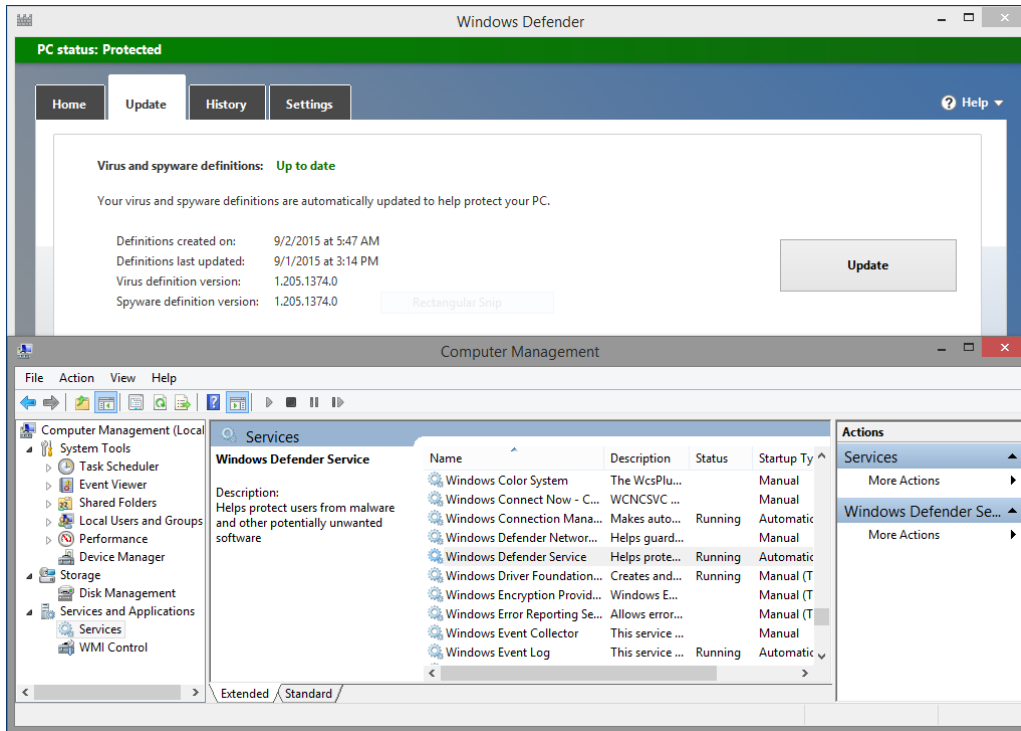 Windows Defender
PC status: Protected
Home
Update
History
Settings
Help
Virus and spyware definitions: Up to date
Your virus and spyware definitions are automatically updated to help protect your PC.
Definitions created on: 9/2/2015 at 5:47 AM
Definitions last updated: 9/1/2015 at 3:14 PM
Virus definition version: 1.205.1374.0
Spyware definition version: 1.205.1374.0
Update
Rectangular Snip
Computer Management
File Action View Help
Computer Management (Local
System Tools
Task Scheduler
Event Viewer
Shared Folders
Local Users and Groups
Performance
Device Manager
Storage
Disk Management
Services and Applications
Services
WMI Control
Services
Windows Defender Service
Description:
Helps protect users from malware
and other potentially unwanted
software
Name Description Status Startup Ty
Windows Color System The WcsPlu... Manual
Windows Connect Now - C... WCNCSVC ... Manual
Windows Connection Mana... Makes auto... Running Automatic
Windows Defender Networ... Helps guard... Manual
Windows Defender Service Helps prote... Running Automatic
Windows Driver Foundation... Creates and... Running Manual (T
Windows Encryption Provid... Windows E... Manual (T
Windows Error Reporting Se... Allows error... Manual (T
Windows Event Collector This service ... Manual
Windows Event Log This service ... Running Automatic
Extended Standard
Actions
Services
More Actions
Windows Defender Se...
More Actions